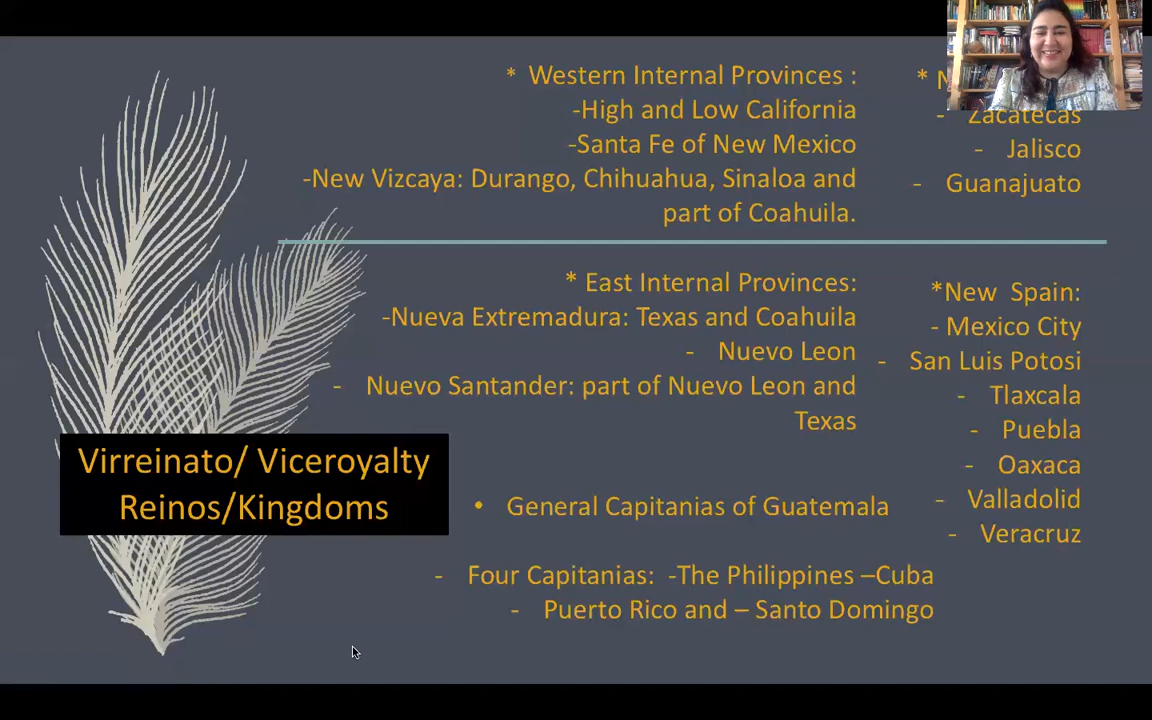 * Western Internal Provinces :
-High and Low California
-Santa Fe of New Mexico
-New Vizcaya: Durango, Chihuahua, Sinaloa and
part of Coahuila.
*
- Zacatecas
- Jalisco
- Guanajuato
* East Internal Provinces:
-Nueva Extremadura: Texas and Coahuila
- Nuevo Leon
- Nuevo Santander: part of Nuevo Leon and
Texas
*New Spain:
- Mexico City
- San Luis Potosi
- Tlaxcala
- Puebla
- Oaxaca
- Valladolid
- Veracruz
Virreinato/ Viceroyalty
Reinos/Kingdoms
• General Capitanias of Guatemala
- Four Capitanias: -The Philippines –Cuba
- Puerto Rico and – Santo Domingo